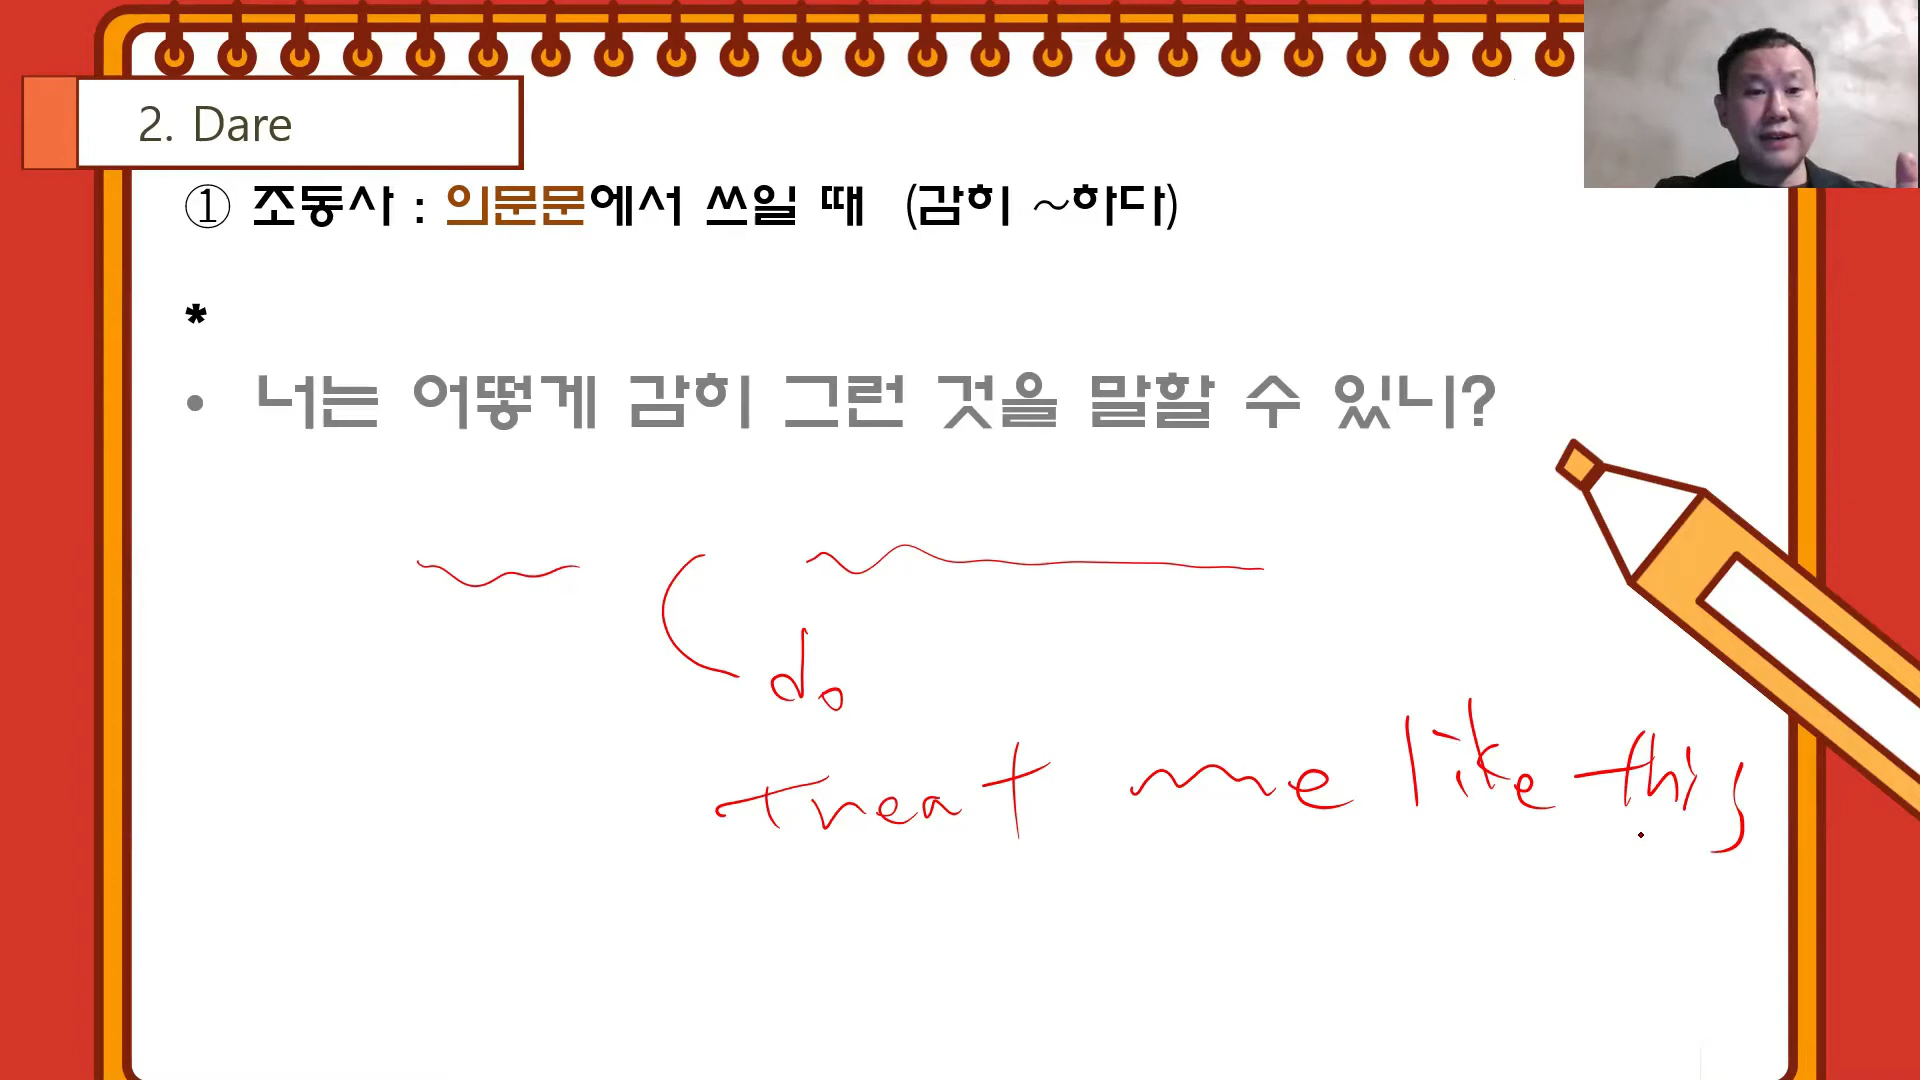 2. Dare
① 조동사 : 의문문에서 쓰일 때 (감히 ~하다)
*
• 너는 어떻게 감히 그런 것을 말할 수 있니?
do
treat me like this